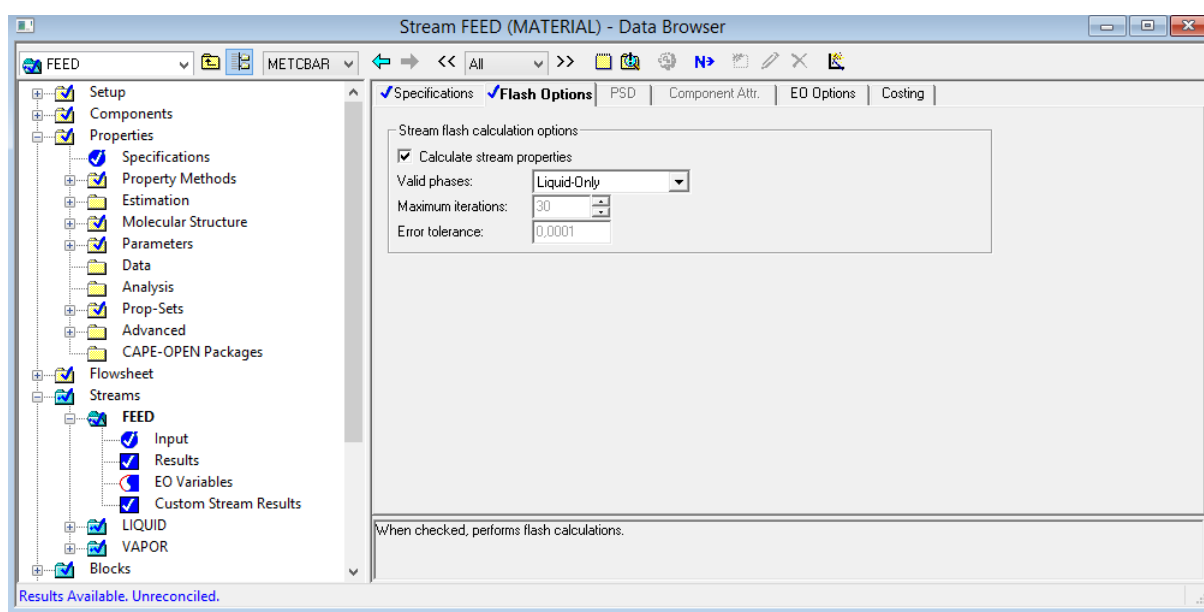 Stream FEED (MATERIAL) - Data Browser
FEED METCBAR << All >> N>
Setup
Components
Properties
Specifications
Property Methods
Estimation
Molecular Structure
Parameters
Data
Analysis
Prop-Sets
Advanced
CAPE-OPEN Packages
Flowsheet
Streams
FEED
Input
Results
EO Variables
Custom Stream Results
LIQUID
VAPOR
Blocks
Specifications Flash Options PSD Component Attr. EO Options Costing
Stream flash calculation options
Calculate stream properties
Valid phases: Liquid-Only
Maximum iterations: 30
Error tolerance: 0,0001
When checked, performs flash calculations.
Results Available. Unreconciled.